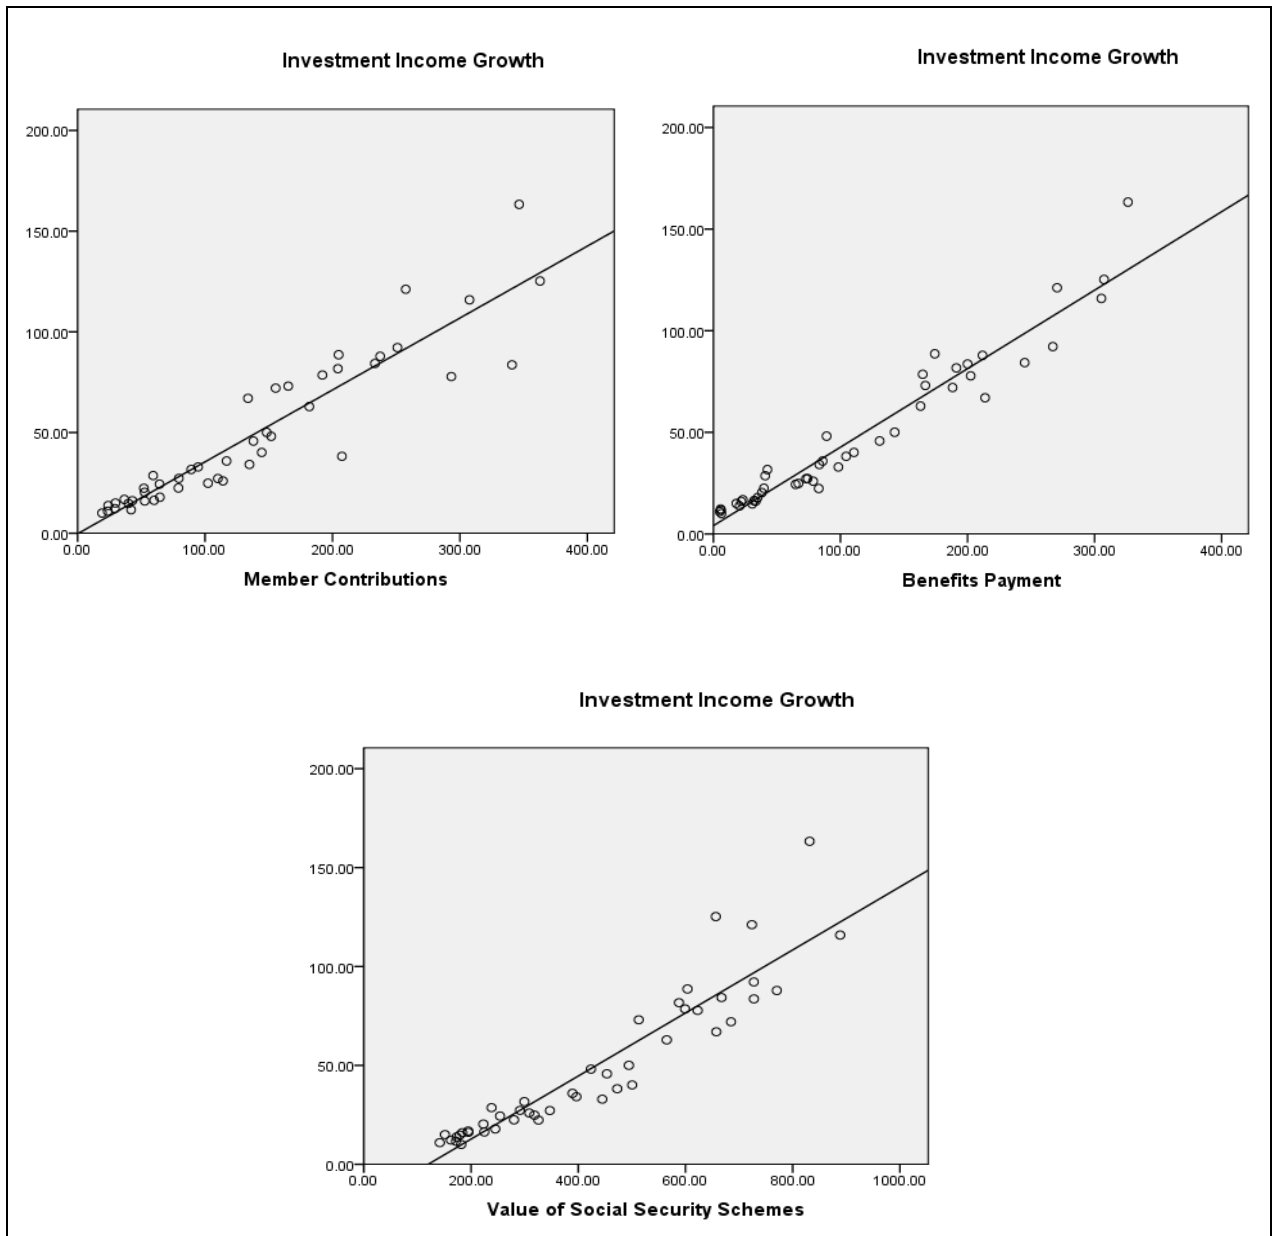 Investment Income Growth
200.00
150.00
100.00
50.00
0.00
0.00 100.00 200.00 300.00 400.00
Member Contributions
Investment Income Growth
200.00
150.00
100.00
50.00
0.00
0.00 100.00 200.00 300.00 400.00
Benefits Payment
Investment Income Growth
200.00
150.00
100.00
50.00
0.00
0.00 200.00 400.00 600.00 800.00 1000.00
Value of Social Security Schemes